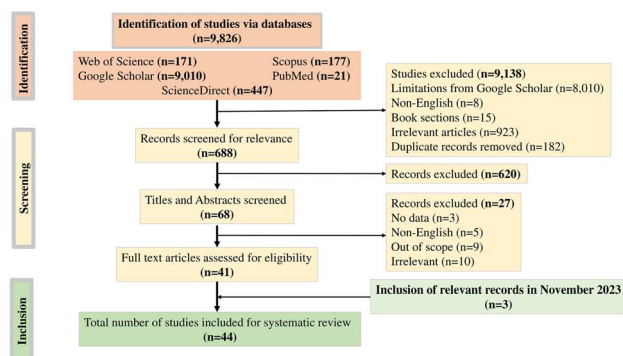 Identification
Identification of studies via databases
(n=9,826)
Web of Science (n=171) Scopus (n=177)
Google Scholar (n=9,010) PubMed (n=21)
ScienceDirect (n=447)
Studies excluded (n=9,138)
Limitations from Google Scholar (n=8,010)
Non-English (n=8)
Book sections (n=15)
Irrelevant articles (n=923)
Duplicate records removed (n=182)
Screening
Records screened for relevance
(n=688)
Records excluded (n=620)
Titles and Abstracts screened
(n=68)
Records excluded (n=27)
No data (n=3)
Non-English (n=5)
Out of scope (n=9)
Irrelevant (n=10)
Full text articles assessed for eligibility
(n=41)
Inclusion
Inclusion of relevant records in November 2023
(n=3)
Total number of studies included for systematic review
(n=44)